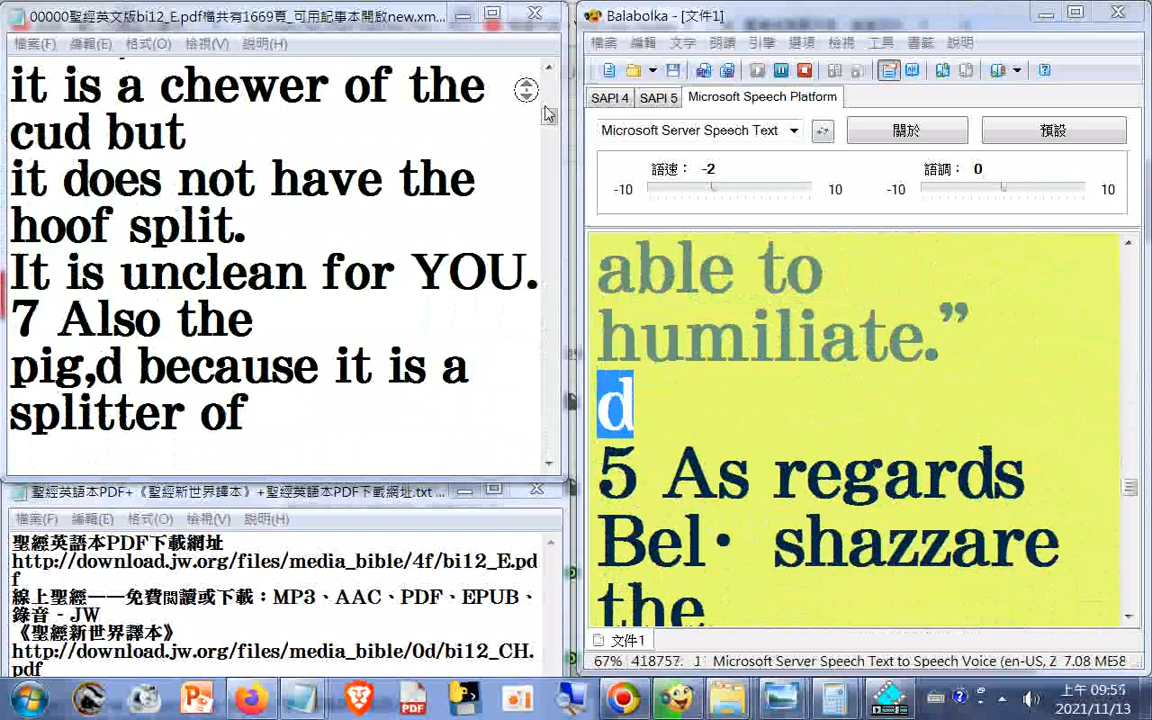 00000聖經英文版bi12_E.pdf檔共有1669頁_可用記事本開啟new.xm...
檔案(F) 編輯(E) 格式(O) 檢視(V) 說明(H)
it is a chewer of the
cud but
it does not have the
hoof split.
It is unclean for YOU.
7 Also the
pig,d because it is a
splitter of
聖經英語本PDF+《聖經新世界譯本》+聖經英語本PDF下載網址.txt ...
檔案(F) 編輯(E) 格式(O) 檢視(V) 說明(H)
聖經英語本PDF下載網址
http://download.jw.org/files/media_bible/4f/bi12_E.pd
f
線上聖經——免費閱讀或下載：MP3、AAC、PDF、EPUB、
錄音 - JW
《聖經新世界譯本》
http://download.jw.org/files/media_bible/0d/bi12_CH.
pdf
Balabolka - [文件1]
檔案 編輯 文字 朗讀 引擎 選項 檢視 工具 書籤 說明
SAPI 4 SAPI 5 Microsoft Speech Platform
Microsoft Server Speech Text 關於 預設
語速： -2 語調： 0
-10 10 -10 10
able to
humiliate.”
d
5 As regards
Bel· shazzare
the
文件1
67% 418757. Microsoft Server Speech Text to Speech Voice (en-US, Z 7.08 ME
上午 09:55
2021/11/13